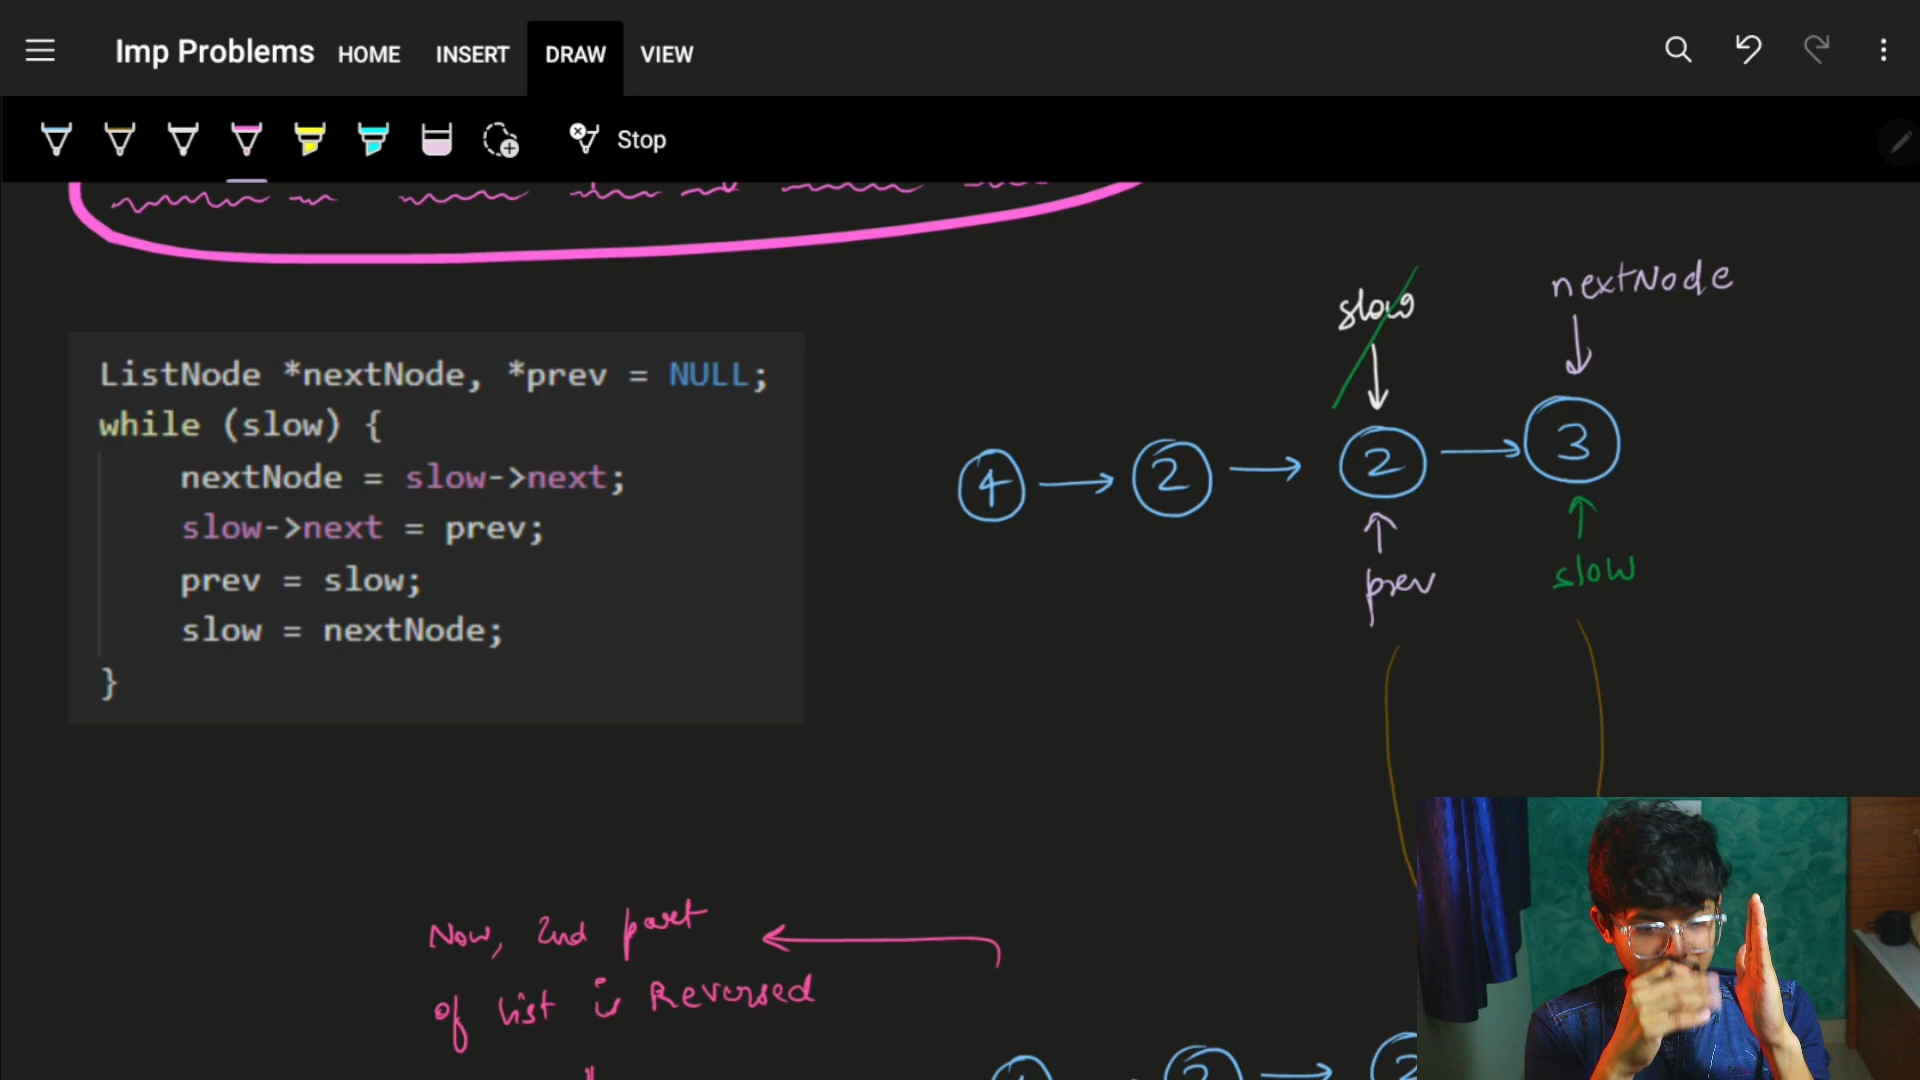 Imp Problems HOME INSERT DRAW VIEW
Stop
ListNode *nextNode, *prev = NULL;
while (slow) {
nextNode = slow->next;
slow->next = prev;
prev = slow;
slow = nextNode;
}
slow
nextNode
4 2 2 3
prev
slow
Now, 2nd part
of list is Reversed